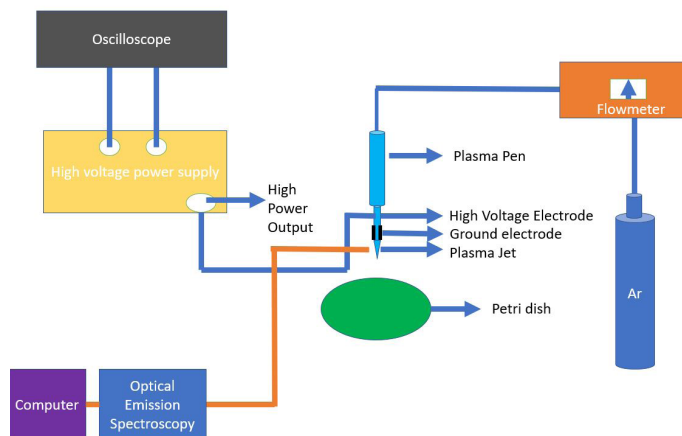 Oscilloscope
High voltage power supply
High
Power
Output
Flowmeter
Plasma Pen
High Voltage Electrode
Ground electrode
Plasma Jet
Ar
Petri dish
Computer
Optical
Emission
Spectroscopy